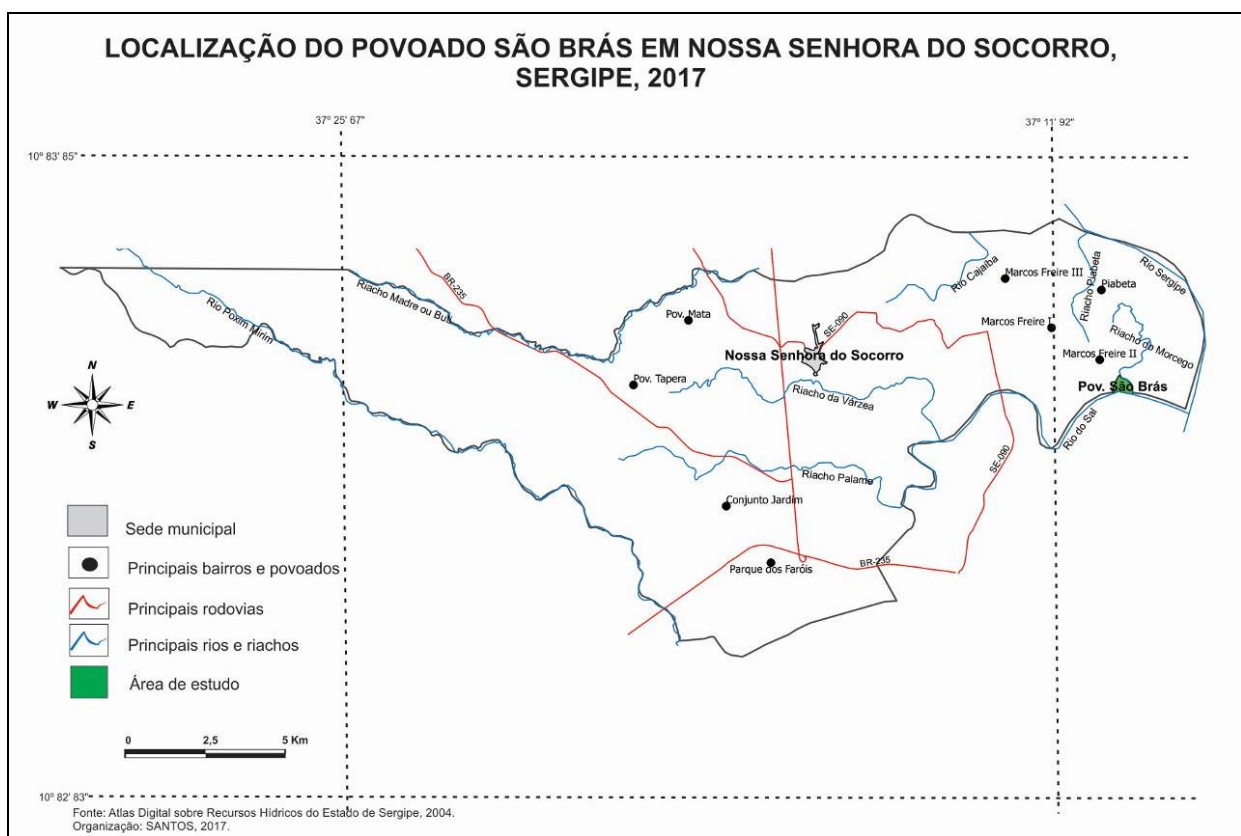 LOCALIZAÇÃO DO POVOADO SÃO BRÁS EM NOSSA SENHORA DO SOCORRO,
SERGIPE, 2017
37º 25' 67"
37º 11' 92"
10º 83' 85"
BR-235
Rio Poxim Mirim
Riacho Madre ou Buti
Pov. Mata
Rio Cajaíba
Marcos Freire III
Riacho Piabeta
Piabeta
Rio Sergipe
SE-090
Marcos Freire I
Riacho do Morcego
Nossa Senhora do Socorro
Marcos Freire II
Pov. Tapera
Pov. São Brás
Riacho da Várzea
Rio do Sal
N
W
E
S
SE-090
Riacho Palame
Conjunto Jardim
Parque dos Faróis
BR-235
Sede municipal
Principais bairros e povoados
Principais rodovias
Principais rios e riachos
Área de estudo
0 2,5 5 Km
10º 82' 83"
Fonte: Atlas Digital sobre Recursos Hídricos do Estado de Sergipe, 2004.
Organização: SANTOS, 2017.